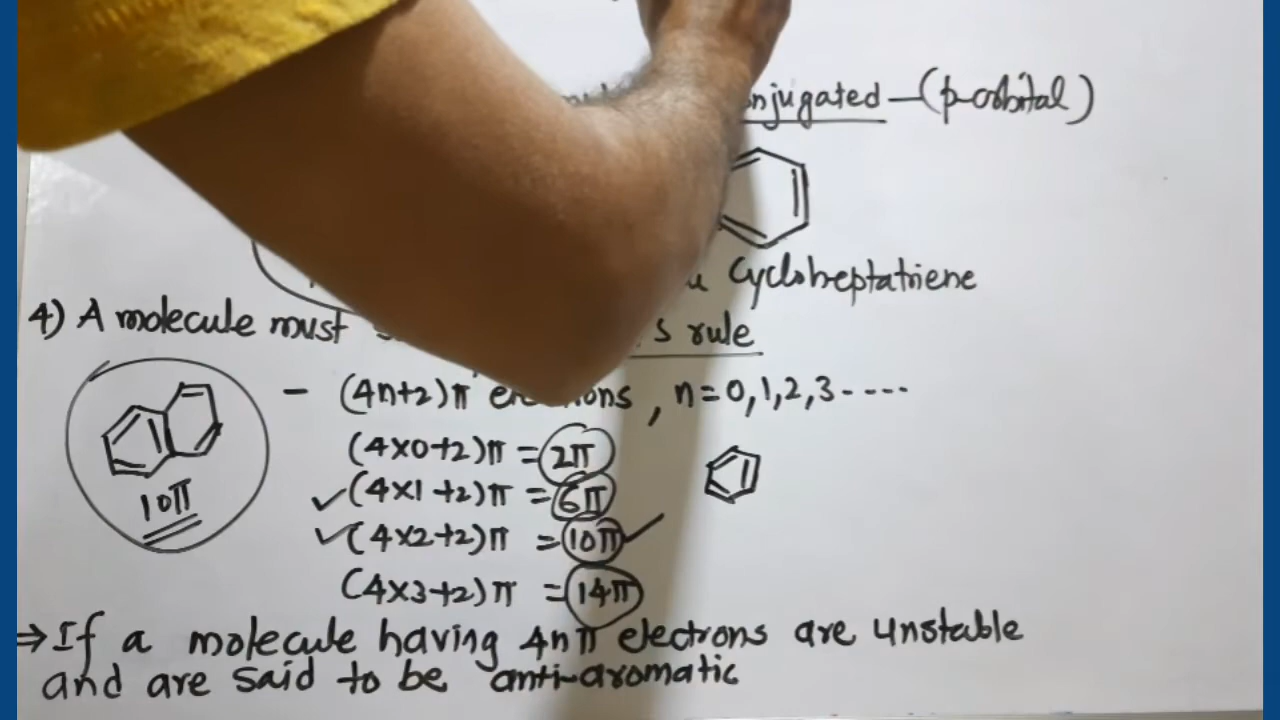 onjugated - (p-orbital)
Cycloheptatriene
4) A molecule must s rule
- (4n+2)π electrons, n=0,1,2,3----
(4×0+2)π = 2π
✓(4×1+2)π = 6π
✓(4×2+2)π = 10π ✓
10π
(4×3+2)π = 14π
⇒ If a molecule having 4nπ electrons are unstable
and are said to be anti-aromatic